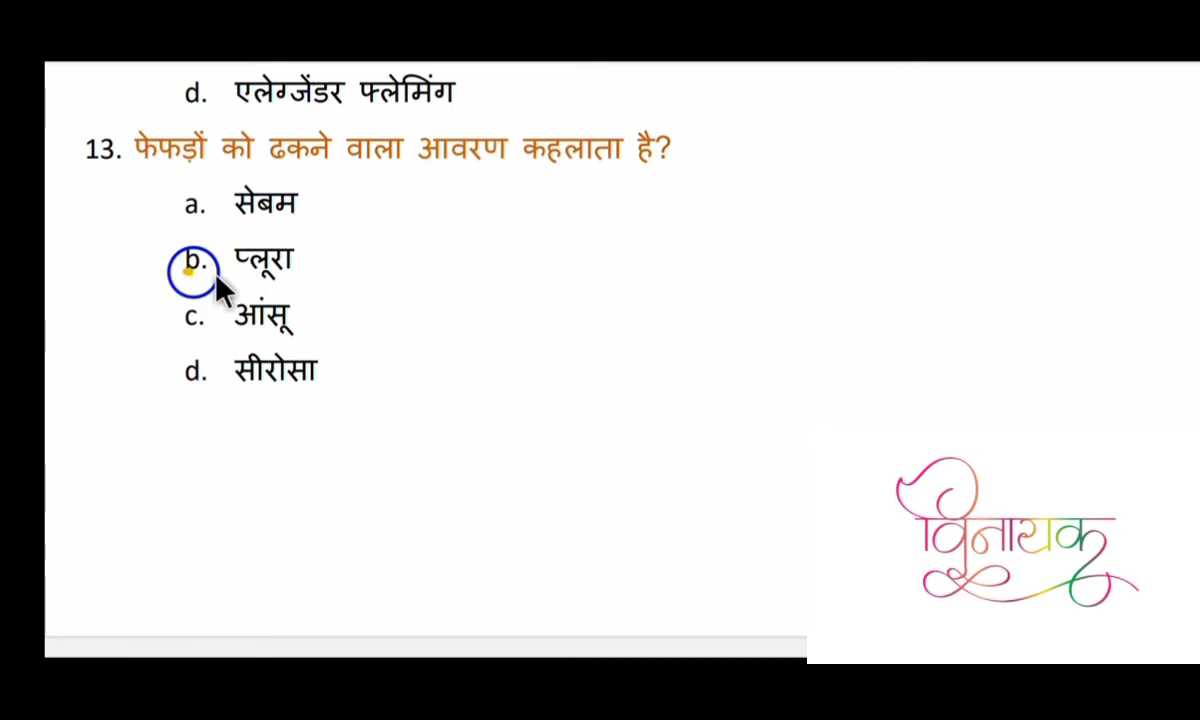 d. एलेग्जेंडर फ्लेमिंग
13. फेफड़ों को ढकने वाला आवरण कहलाता है?
a. सेबम
b. प्लूरा
c. आंसू
d. सीरोसा
विनायक